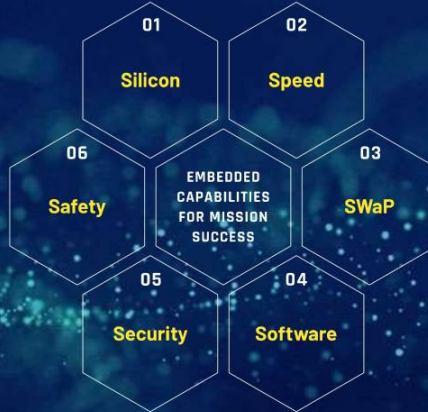 01
Silicon
02
Speed
03
SWaP
04
Software
05
Security
06
Safety
EMBEDDED
CAPABILITIES
FOR MISSION
SUCCESS